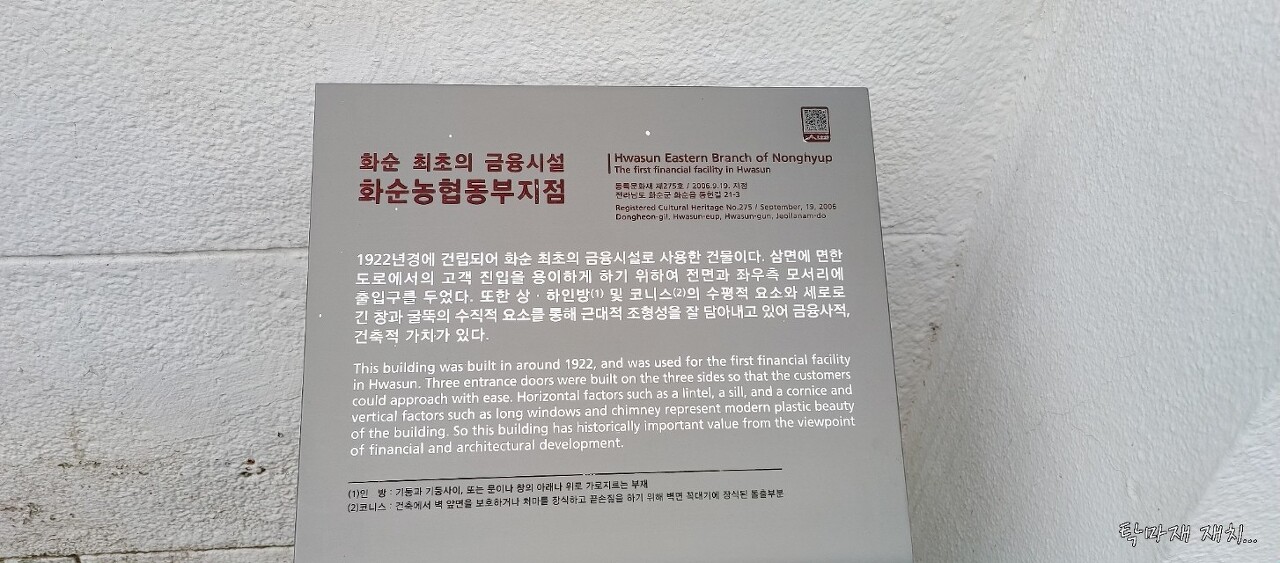 화순 최초의 금융시설
화순농협동부지점
Hwasun Eastern Branch of Nonghyup
The first financial facility in Hwasun
등록문화재 제275호 / 2006.9.19. 지정
전라남도 화순군 화순읍 동헌길 21-3
Registered Cultural Heritage No.275 / September, 19, 2006
Dongheon-gil, Hwasun-eup, Hwasun-gun, Jeollanam-do
1922년경에 건립되어 화순 최초의 금융시설로 사용한 건물이다. 삼면에 면한
도로에서의 고객 진입을 용이하게 하기 위하여 전면과 좌우측 모서리에
출입구를 두었다. 또한 상·하인방(1) 및 코니스(2)의 수평적 요소와 세로로
긴 창과 굴뚝의 수직적 요소를 통해 근대적 조형성을 잘 담아내고 있어 금융사적,
건축적 가치가 있다.
This building was built in around 1922, and was used for the first financial facility
in Hwasun. Three entrance doors were built on the three sides so that the customers
could approach with ease. Horizontal factors such as a lintel, a sill, and a cornice and
vertical factors such as long windows and chimney represent modern plastic beauty
of the building. So this building has historically important value from the viewpoint
of financial and architectural development.
(1)인 방 : 기둥과 기둥사이, 또는 문이나 창의 아래나 위로 가로지르는 부재
(2)코니스 : 건축에서 벽 앞면을 보호하거나 처마를 장식하고 끝손질을 하기 위해 벽면 꼭대기에 장식된 돌출부분
탁마재 재치...